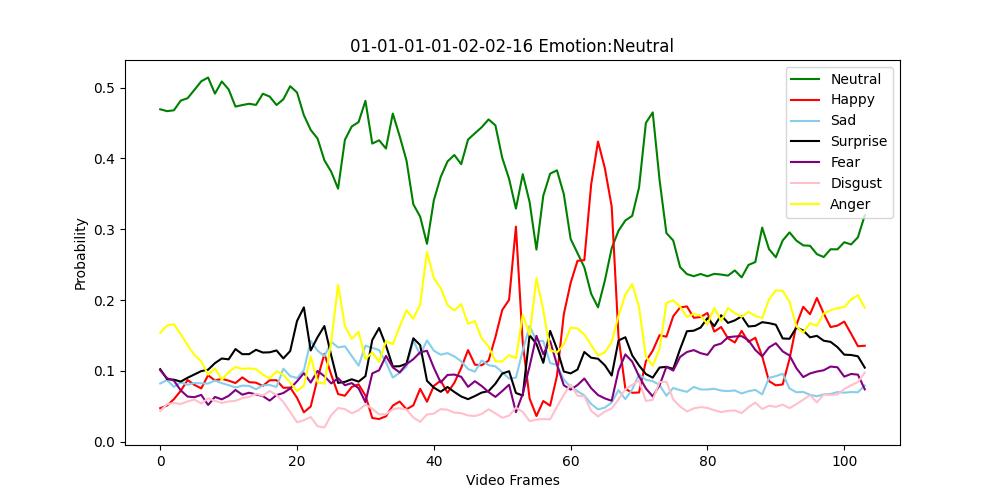 01-01-01-01-02-02-16 Emotion:Neutral
Neutral
Happy
Sad
Surprise
Fear
Disgust
Anger
Probability
0.5
0.4
0.3
0.2
0.1
0.0
0 20 40 60 80 100
Video Frames